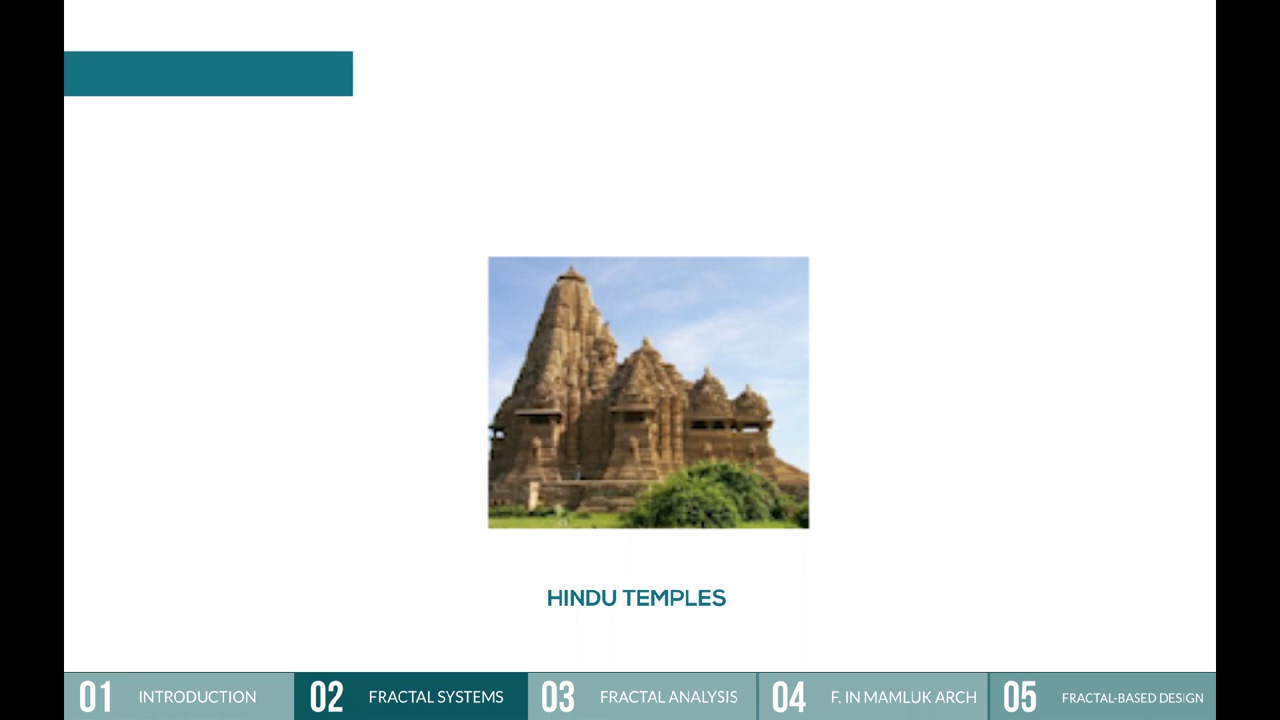 HINDU TEMPLES
01 INTRODUCTION 02 FRACTAL SYSTEMS 03 FRACTAL ANALYSIS 04 F. IN MAMLUK ARCH 05 FRACTAL-BASED DESIGN